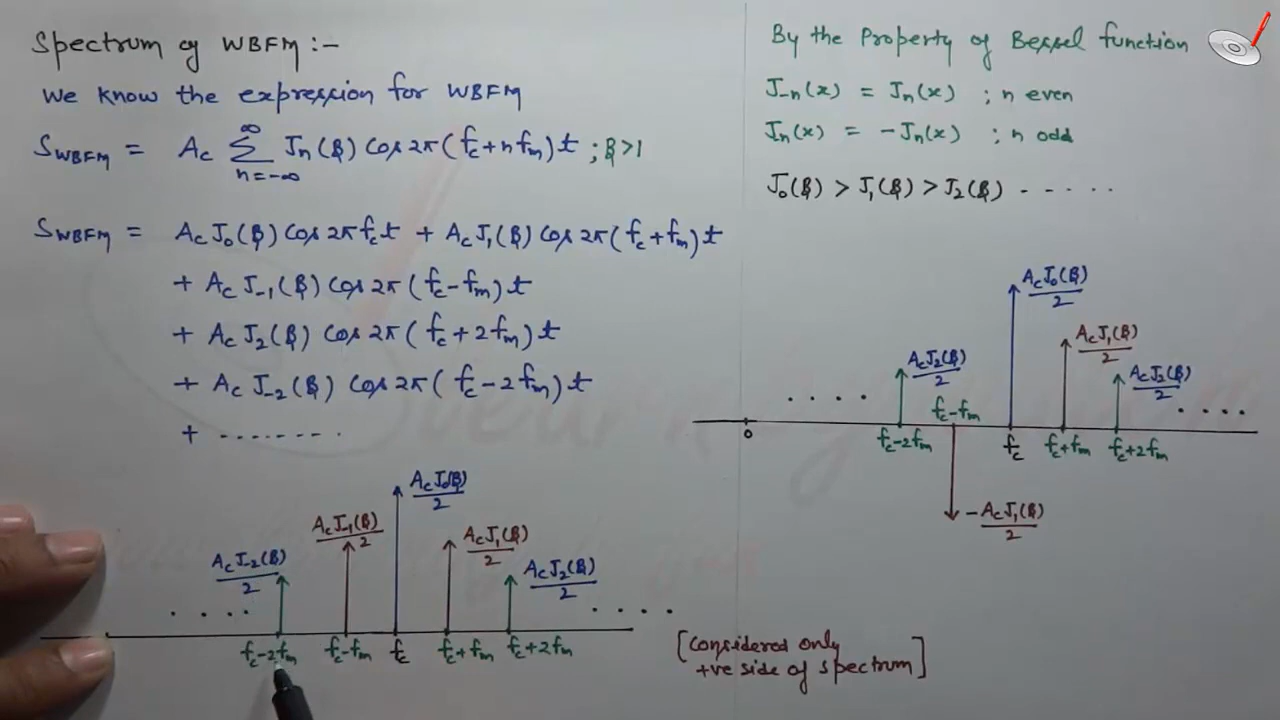 Spectrum of WBFM :-
We know the expression for WBFM
S_WBFM = A_c ∑_{n=-∞}^{∞} J_n(β) cos 2π(f_c + n f_m)t ; β>1
S_WBFM = A_c J_0(β) cos 2π f_c t + A_c J_1(β) cos 2π(f_c + f_m)t
+ A_c J_-1(β) cos 2π(f_c - f_m)t
+ A_c J_2(β) cos 2π(f_c + 2f_m)t
+ A_c J_-2(β) cos 2π(f_c - 2f_m)t
+ ........
A_c J_-2(β)/2
A_c J_-1(β)/2
A_c J_0(β)/2
A_c J_1(β)/2
A_c J_2(β)/2
.... ....
f_c-2f_m f_c-f_m f_c f_c+f_m f_c+2f_m
By the Property of Bessel function
J_-n(x) = J_n(x) ; n even
J_n(x) = -J_n(x) ; n odd
J_0(β) > J_1(β) > J_2(β) ......
A_c J_0(β)/2
A_c J_1(β)/2
A_c J_2(β)/2
A_c J_2(β)/2
.... ....
f_c-f_m
0 f_c-2f_m f_c f_c+f_m f_c+2f_m
-A_c J_1(β)/2
[Considered only
+ve side of spectrum]